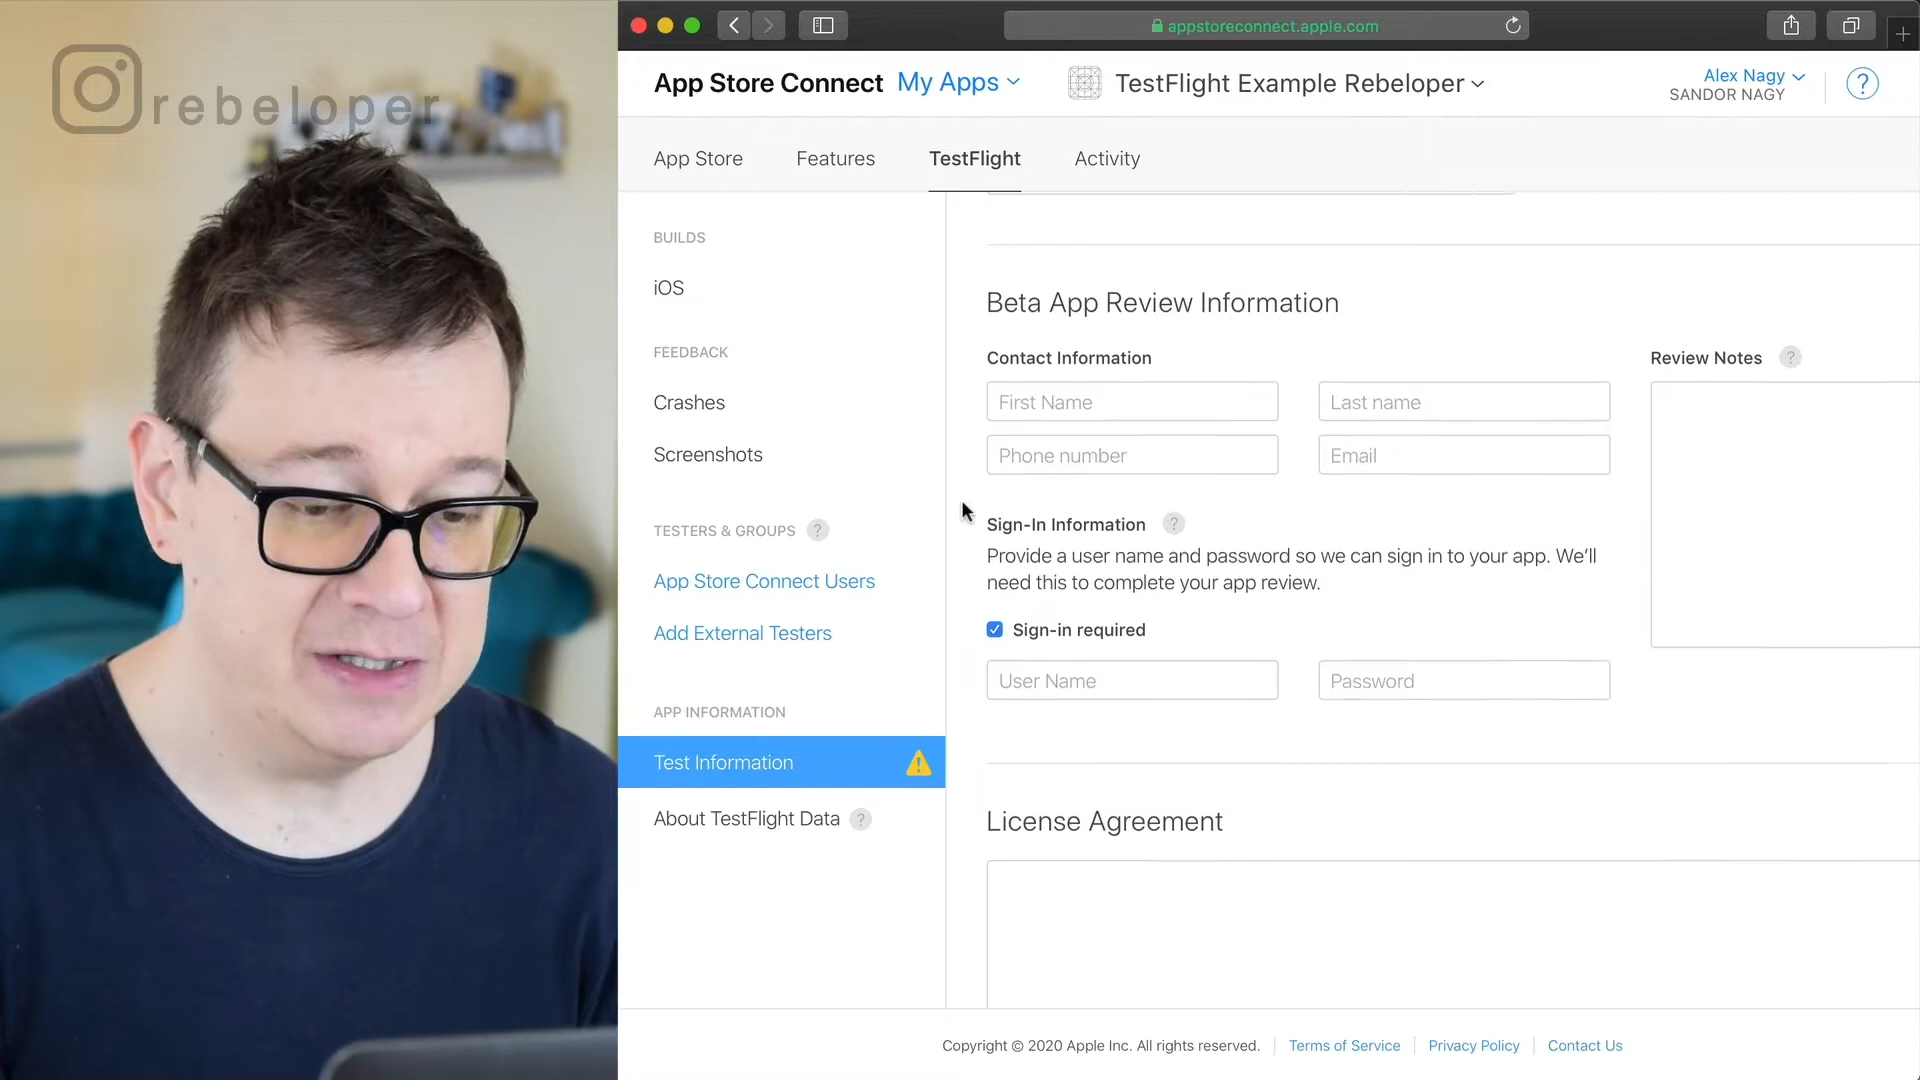 rebeloper
appstoreconnect.apple.com
App Store Connect My Apps
TestFlight Example Rebeloper
Alex Nagy
SANDOR NAGY
?
App Store Features TestFlight Activity
BUILDS
iOS
FEEDBACK
Crashes
Screenshots
TESTERS & GROUPS ?
App Store Connect Users
Add External Testers
APP INFORMATION
Test Information
About TestFlight Data ?
Beta App Review Information
Contact Information
First Name Last name
Phone number Email
Review Notes ?
Sign-In Information ?
Provide a user name and password so we can sign in to your app. We’ll
need this to complete your app review.
Sign-in required
User Name Password
License Agreement
Copyright © 2020 Apple Inc. All rights reserved. Terms of Service Privacy Policy Contact Us